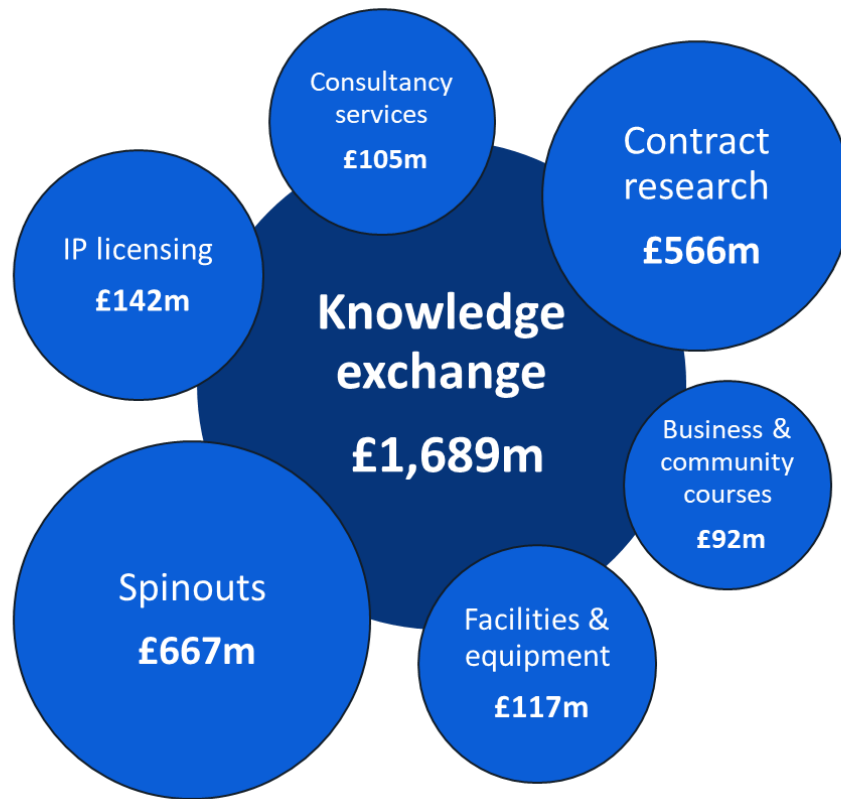 Consultancy
services
£105m
Contract
research
£566m
IP licensing
£142m
Knowledge
exchange
£1,689m
Business &
community
courses
£92m
Spinouts
£667m
Facilities &
equipment
£117m